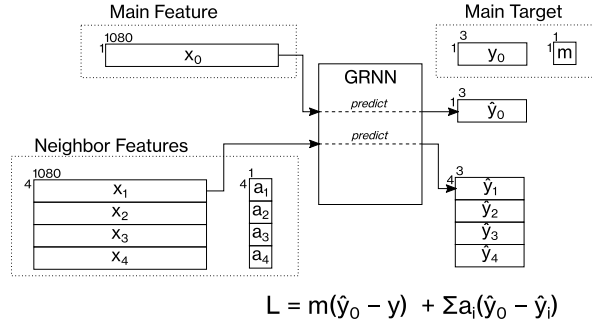 Main Feature
1080
1
x₀
Main Target
3
1
y₀
1
1
m
GRNN
predict
predict
3
1
ŷ₀
Neighbor Features
1080
4
x₁
x₂
x₃
x₄
1
4
a₁
a₂
a₃
a₄
3
4
ŷ₁
ŷ₂
ŷ₃
ŷ₄
L = m(ŷ₀ – y) + Σaᵢ(ŷ₀ – ŷᵢ)